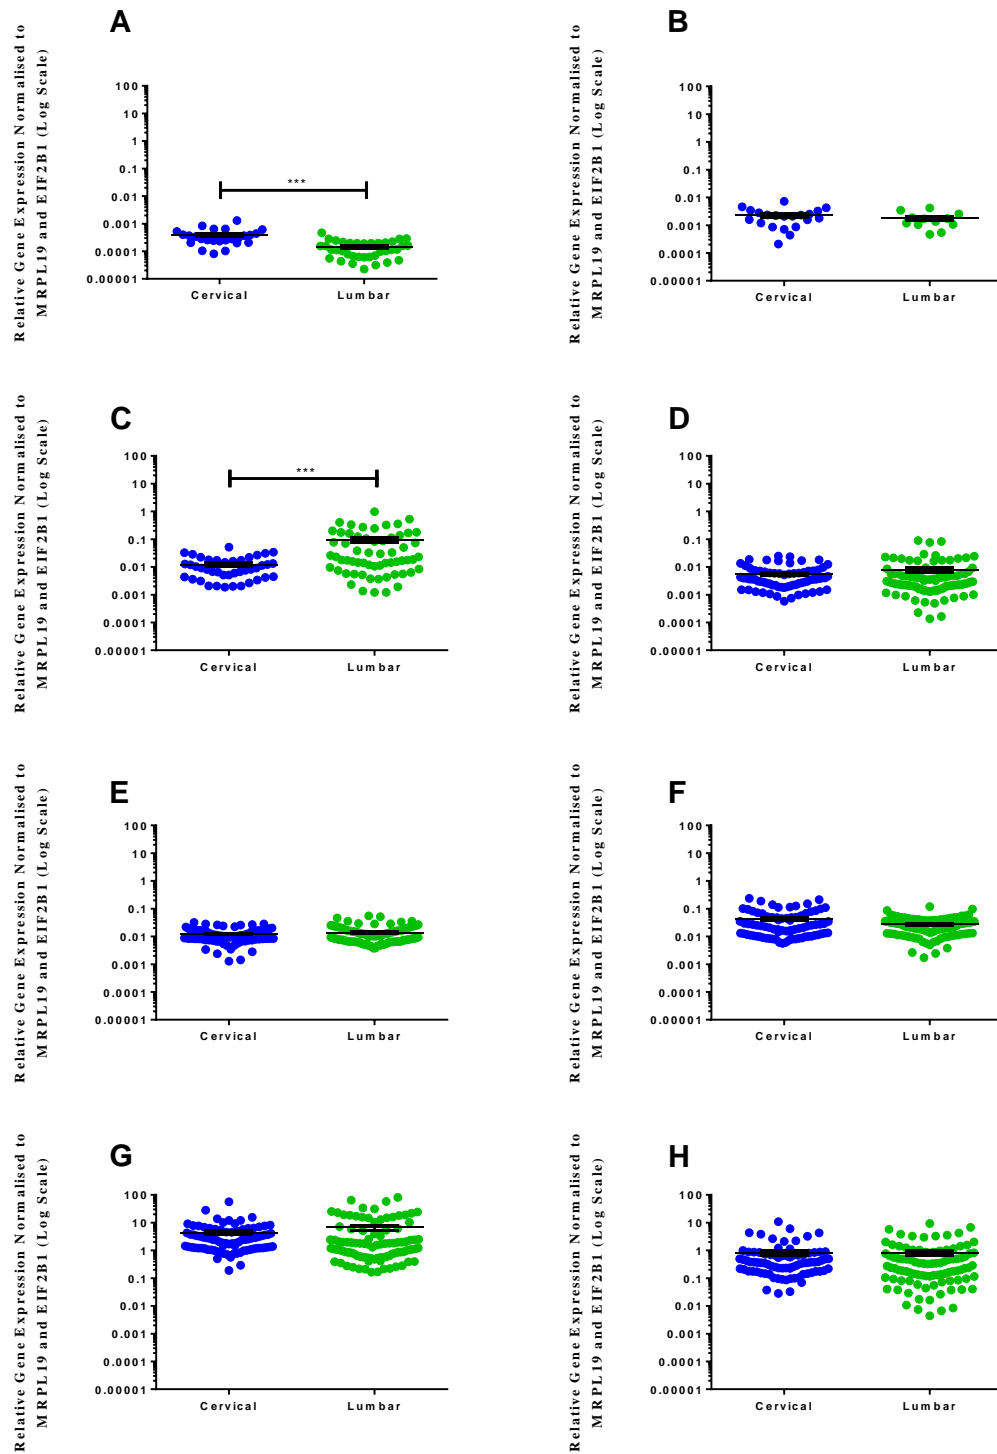 A
Relative Gene Expression Normalised to
MRPL19 and EIF2B1 (Log Scale)
100
10
1
0.1
0.01
0.001
0.0001
0.00001
***
Cervical
Lumbar
B
Relative Gene Expression Normalised to
MRPL19 and EIF2B1 (Log Scale)
100
10
1
0.1
0.01
0.001
0.0001
0.00001
Cervical
Lumbar
C
Relative Gene Expression Normalised to
MRPL19 and EIF2B1 (Log Scale)
100
10
1
0.1
0.01
0.001
0.0001
0.00001
***
Cervical
Lumbar
D
Relative Gene Expression Normalised to
MRPL19 and EIF2B1 (Log Scale)
100
10
1
0.1
0.01
0.001
0.0001
0.00001
Cervical
Lumbar
E
Relative Gene Expression Normalised to
MRPL19 and EIF2B1 (Log Scale)
100
10
1
0.1
0.01
0.001
0.0001
0.00001
Cervical
Lumbar
F
Relative Gene Expression Normalised to
MRPL19 and EIF2B1 (Log Scale)
100
10
1
0.1
0.01
0.001
0.0001
0.00001
Cervical
Lumbar
G
Relative Gene Expression Normalised to
MRPL19 and EIF2B1 (Log Scale)
100
10
1
0.1
0.01
0.001
0.0001
0.00001
Cervical
Lumbar
H
Relative Gene Expression Normalised to
MRPL19 and EIF2B1 (Log Scale)
100
10
1
0.1
0.01
0.001
0.0001
0.00001
Cervical
Lumbar